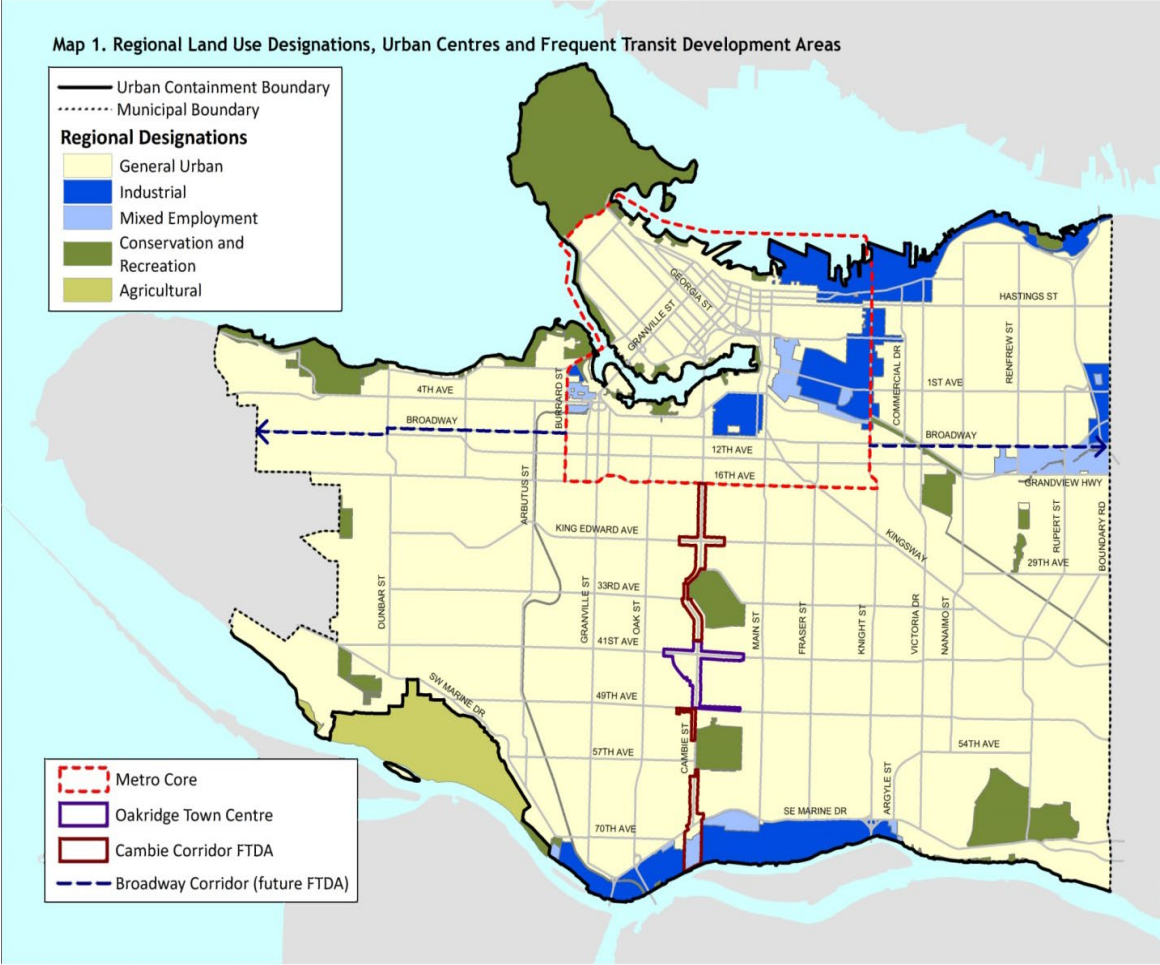 Map 1. Regional Land Use Designations, Urban Centres and Frequent Transit Development Areas
Urban Containment Boundary
Municipal Boundary
Regional Designations
General Urban
Industrial
Mixed Employment
Conservation and
Recreation
Agricultural
GEORGIA ST
GRANVILLE ST
HASTINGS ST
RENFREW ST
COMMERCIAL DR
1ST AVE
4TH AVE
BURRARD ST
BROADWAY
BROADWAY
12TH AVE
16TH AVE
GRANDVIEW HWY
ARBUTUS ST
KING EDWARD AVE
KINGSWAY
RUPERT ST
BOUNDARY RD
29TH AVE
DUNBAR ST
33RD AVE
GRANVILLE ST
OAK ST
MAIN ST
FRASER ST
KNIGHT ST
VICTORIA DR
NANAIMO ST
41ST AVE
SW MARINE DR
49TH AVE
CAMBIE ST
57TH AVE
54TH AVE
ARGYLE ST
SE MARINE DR
70TH AVE
Metro Core
Oakridge Town Centre
Cambie Corridor FTDA
Broadway Corridor (future FTDA)